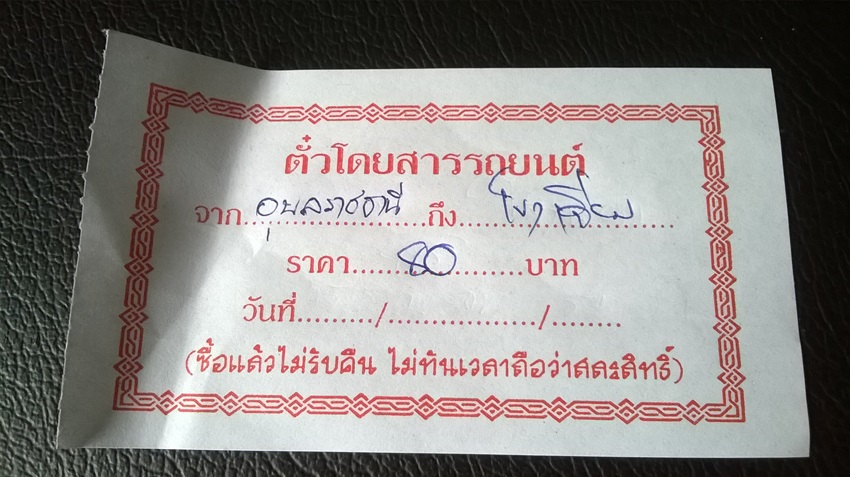 ตั๋วโดยสารรถยนต์
จาก อุบลราชธานี ถึง โขงเจียม
ราคา 80 บาท
วันที่ ........./................/........
(ซื้อแล้วไม่รับคืน ไม่ทันเวลาถือว่าสละสิทธิ์)